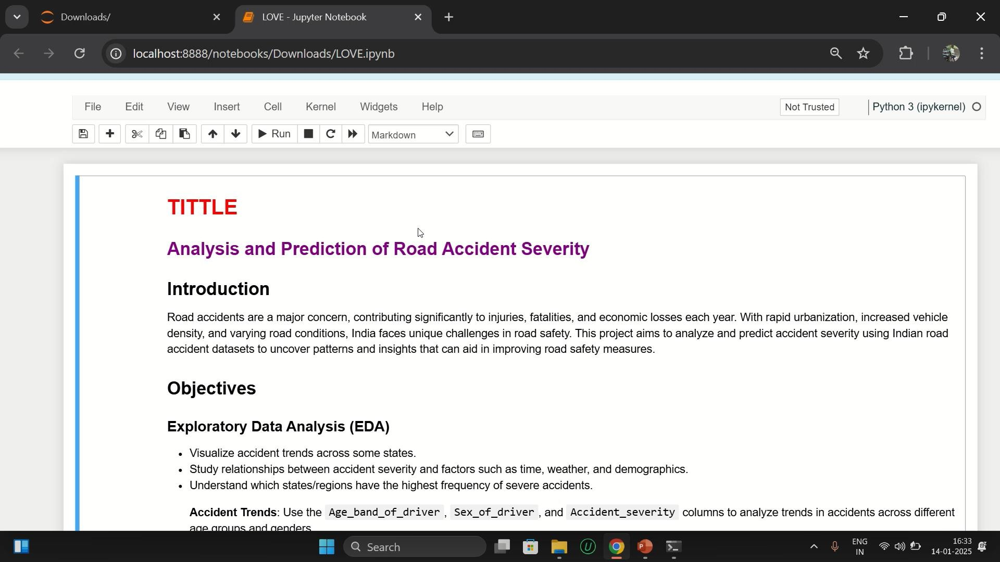 Downloads/
LOVE - Jupyter Notebook
localhost:8888/notebooks/Downloads/LOVE.ipynb
File Edit View Insert Cell Kernel Widgets Help Not Trusted Python 3 (ipykernel)
Run Markdown
TITTLE
Analysis and Prediction of Road Accident Severity
Introduction
Road accidents are a major concern, contributing significantly to injuries, fatalities, and economic losses each year. With rapid urbanization, increased vehicle
density, and varying road conditions, India faces unique challenges in road safety. This project aims to analyze and predict accident severity using Indian road
accident datasets to uncover patterns and insights that can aid in improving road safety measures.
Objectives
Exploratory Data Analysis (EDA)
• Visualize accident trends across some states.
• Study relationships between accident severity and factors such as time, weather, and demographics.
• Understand which states/regions have the highest frequency of severe accidents.
Accident Trends: Use the Age_band_of_driver , Sex_of_driver , and Accident_severity columns to analyze trends in accidents across different
age groups and genders.
Search
ENG
IN
16:33
14-01-2025